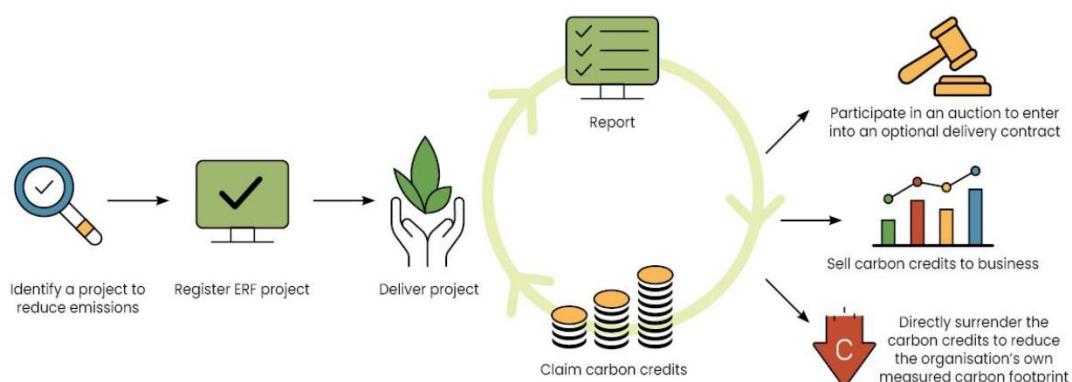 Identify a project to
reduce emissions
Register ERF project
Deliver project
Report
Claim carbon credits
Participate in an auction to enter
into an optional delivery contract
Sell carbon credits to business
C
Directly surrender the
carbon credits to reduce
the organisation's own
measured carbon footprint